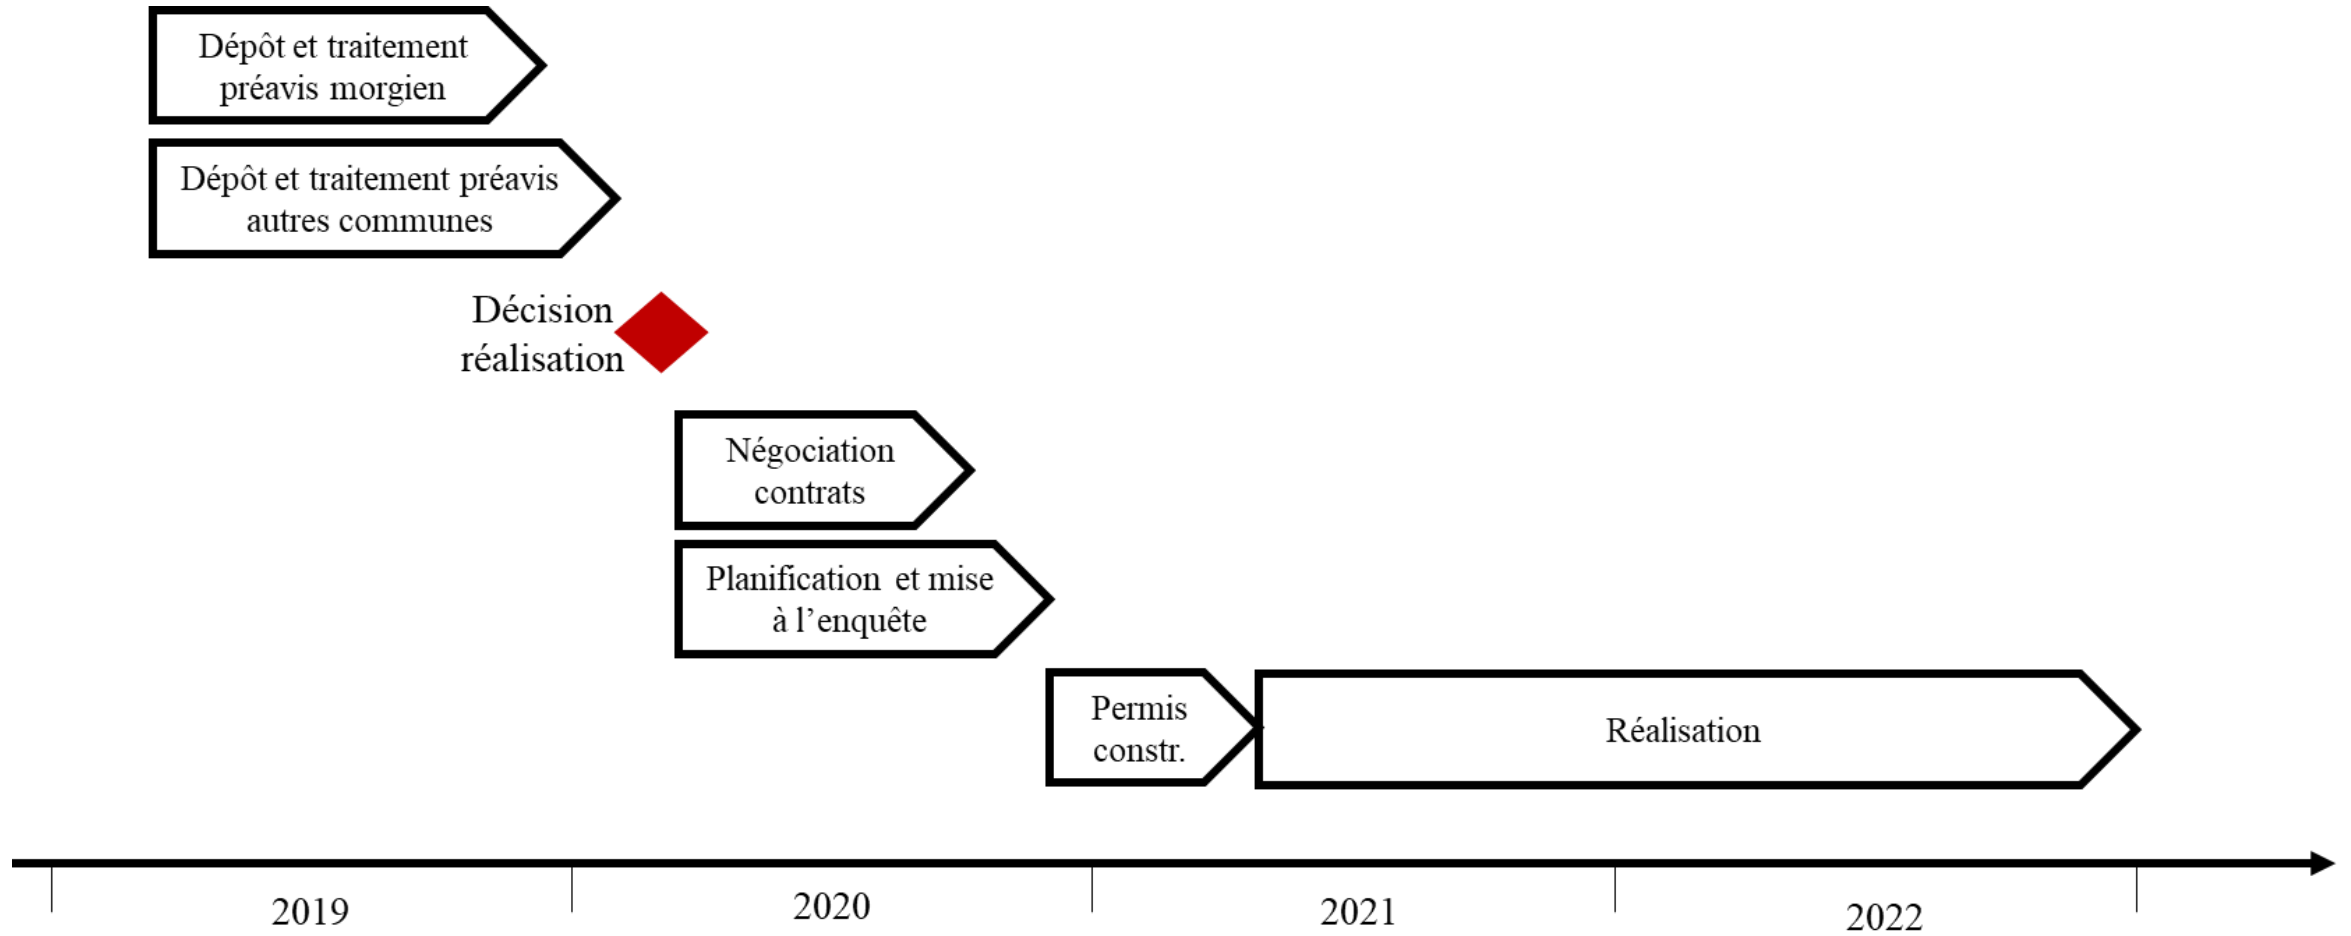 Dépôt et traitement
préavis morgien
Dépôt et traitement préavis
autres communes
Décision
réalisation
Négociation
contrats
Planification et mise
à l’enquête
Permis
constr.
Réalisation
2019
2020
2021
2022